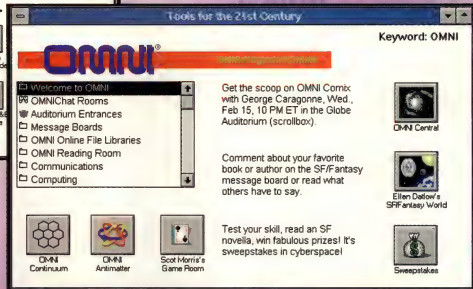 Tools for the 21st Century
Keyword: OMNI
OMNI®
Welcome to OMNI
OMNIChat Rooms
Auditorium Entrances
Message Boards
OMNI Online File Libraries
OMNI Reading Room
Communications
Computing
Get the scoop on OMNI Comix
with George Caragonne, Wed.,
Feb 15, 10 PM ET in the Globe
Auditorium (scrollbox).
Comment about your favorite
book or author on the SF/Fantasy
message board or read what
others have to say.
Test your skill, read an SF
novella, win fabulous prizes! It's
sweepstakes in cyberspace!
OMNI Central
Ellen Datlow's
SF/Fantasy World
Sweepstakes
OMNI
Continuum
OMNI
Antimatter
Scot Morris's
Game Room